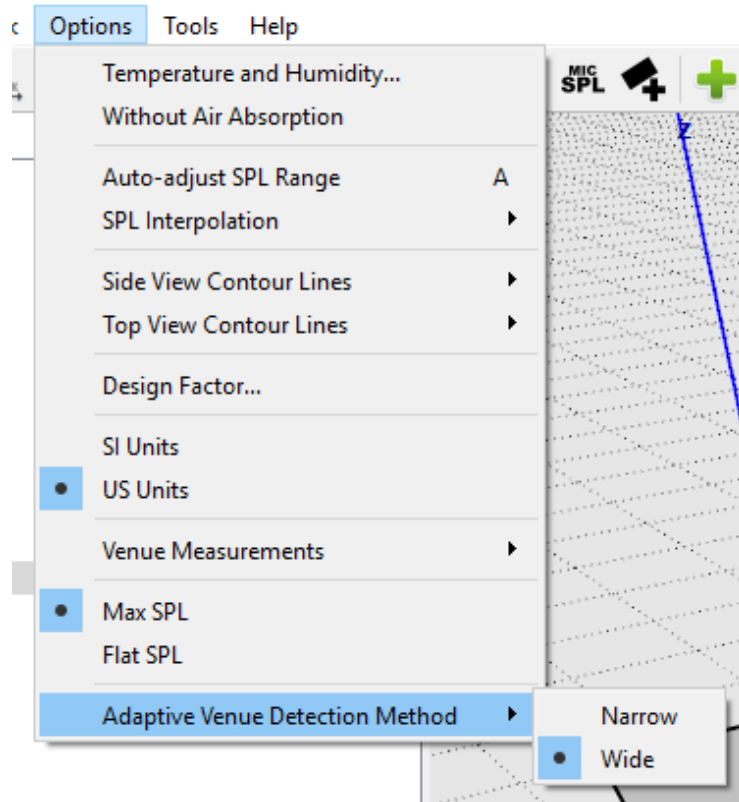 Options Tools Help
Temperature and Humidity...
Without Air Absorption
Auto-adjust SPL Range A
SPL Interpolation
Side View Contour Lines
Top View Contour Lines
Design Factor...
SI Units
US Units
Venue Measurements
Max SPL
Flat SPL
Adaptive Venue Detection Method
Narrow
Wide
MIC
SPL
Z